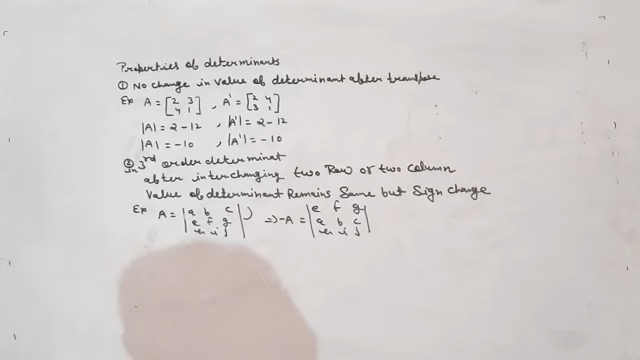 Properties of determinants
① No change in value of determinant after transpose
Ex A = [2 3 , A' = [2 4
4 1] 3 1]
|A| = 2 - 12 , |A'| = 2 - 12
|A| = -10 , |A'| = -10
② In 3rd order determinat
after interchanging two Row or two column
Value of determinant Remains Same but Sign change
Ex A = | a b c | ) ⇒ -A = | e f g |
| e f g | | a b c |
| h i j | | h i j |